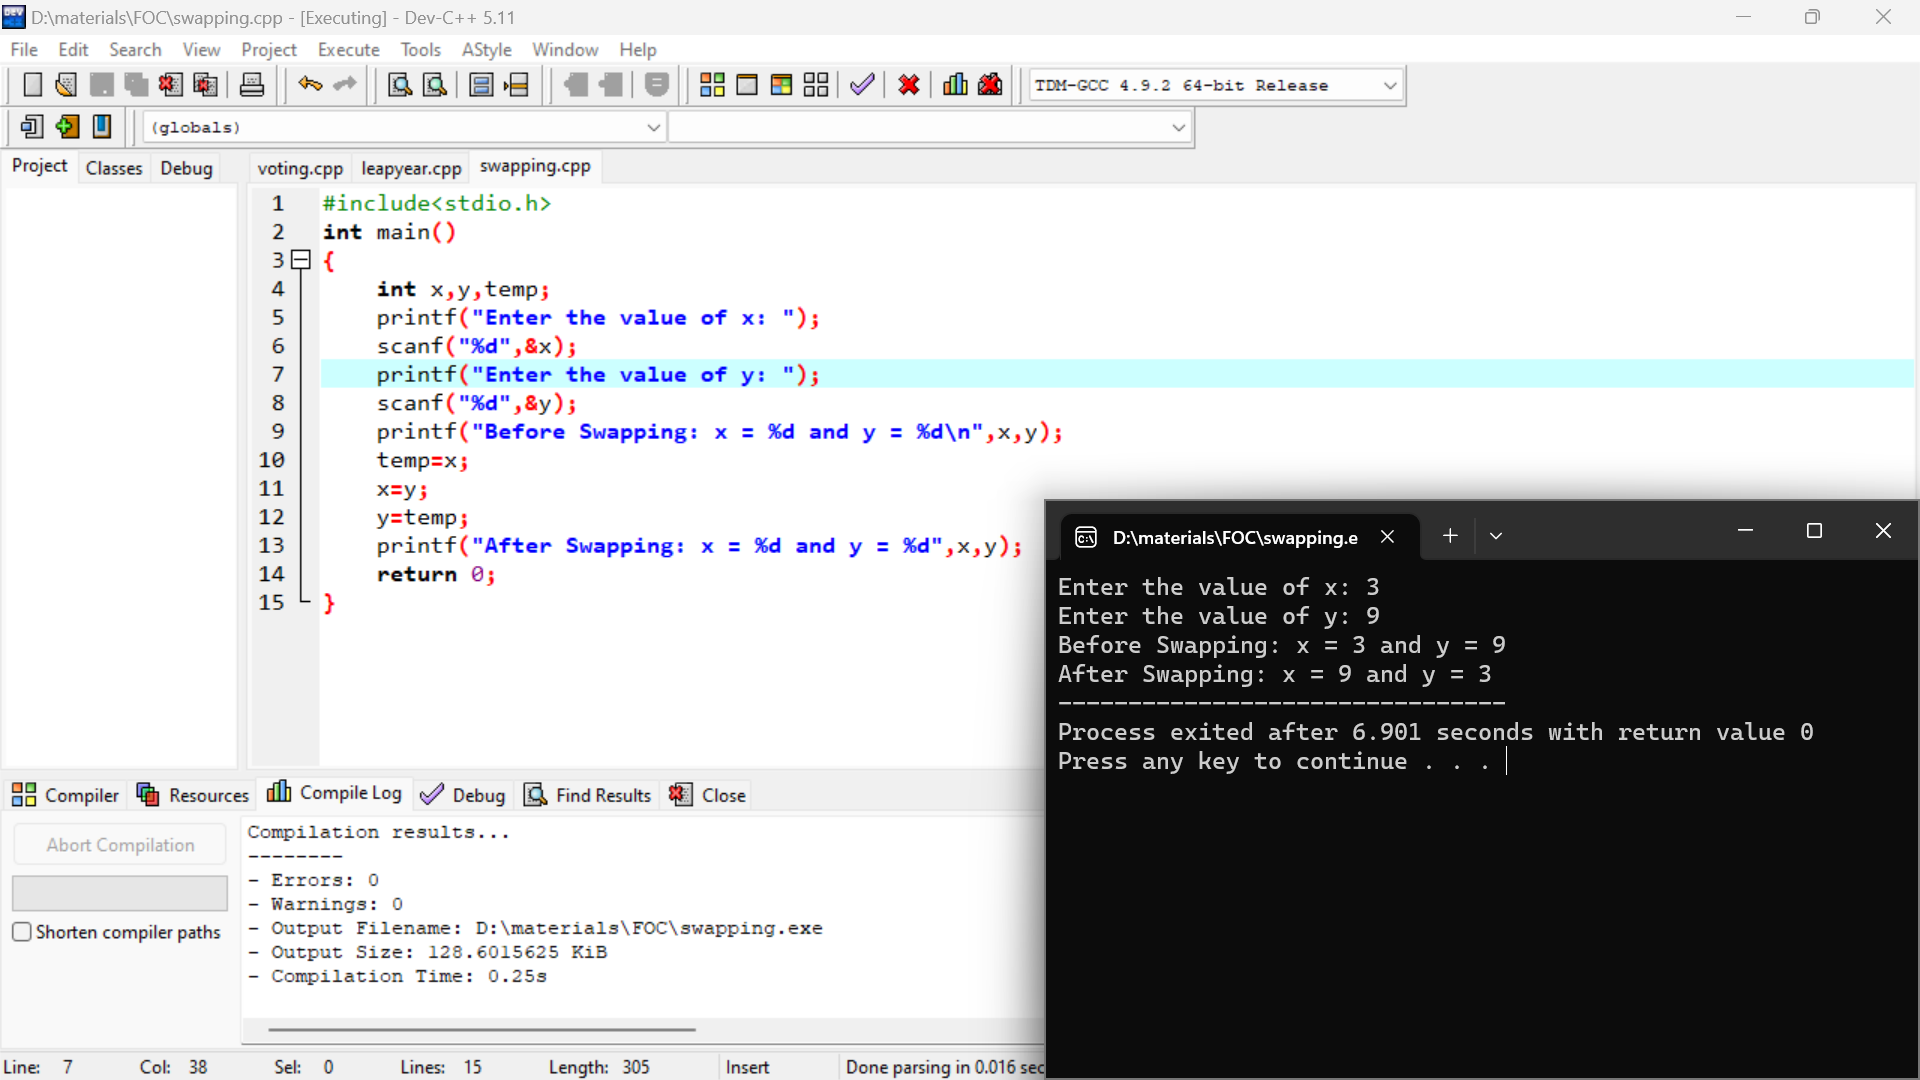 D:\materials\FOC\swapping.cpp - [Executing] - Dev-C++ 5.11
File Edit Search View Project Execute Tools AStyle Window Help
TDM-GCC 4.9.2 64-bit Release
(globals)
Project Classes Debug
voting.cpp leapyear.cpp swapping.cpp
1 #include<stdio.h>
2 int main()
3 {
4 int x,y,temp;
5 printf("Enter the value of x: ");
6 scanf("%d",&x);
7 printf("Enter the value of y: ");
8 scanf("%d",&y);
9 printf("Before Swapping: x = %d and y = %d\n",x,y);
10 temp=x;
11 x=y;
12 y=temp;
13 printf("After Swapping: x = %d and y = %d",x,y);
14 return 0;
15 }
D:\materials\FOC\swapping.e
Enter the value of x: 3
Enter the value of y: 9
Before Swapping: x = 3 and y = 9
After Swapping: x = 9 and y = 3
--------------------------------
Process exited after 6.901 seconds with return value 0
Press any key to continue . . .
Compiler Resources Compile Log Debug Find Results Close
Abort Compilation
Shorten compiler paths
Compilation results...
--------
- Errors: 0
- Warnings: 0
- Output Filename: D:\materials\FOC\swapping.exe
- Output Size: 128.6015625 KiB
- Compilation Time: 0.25s
Line: 7 Col: 38 Sel: 0 Lines: 15 Length: 305 Insert Done parsing in 0.016 sec